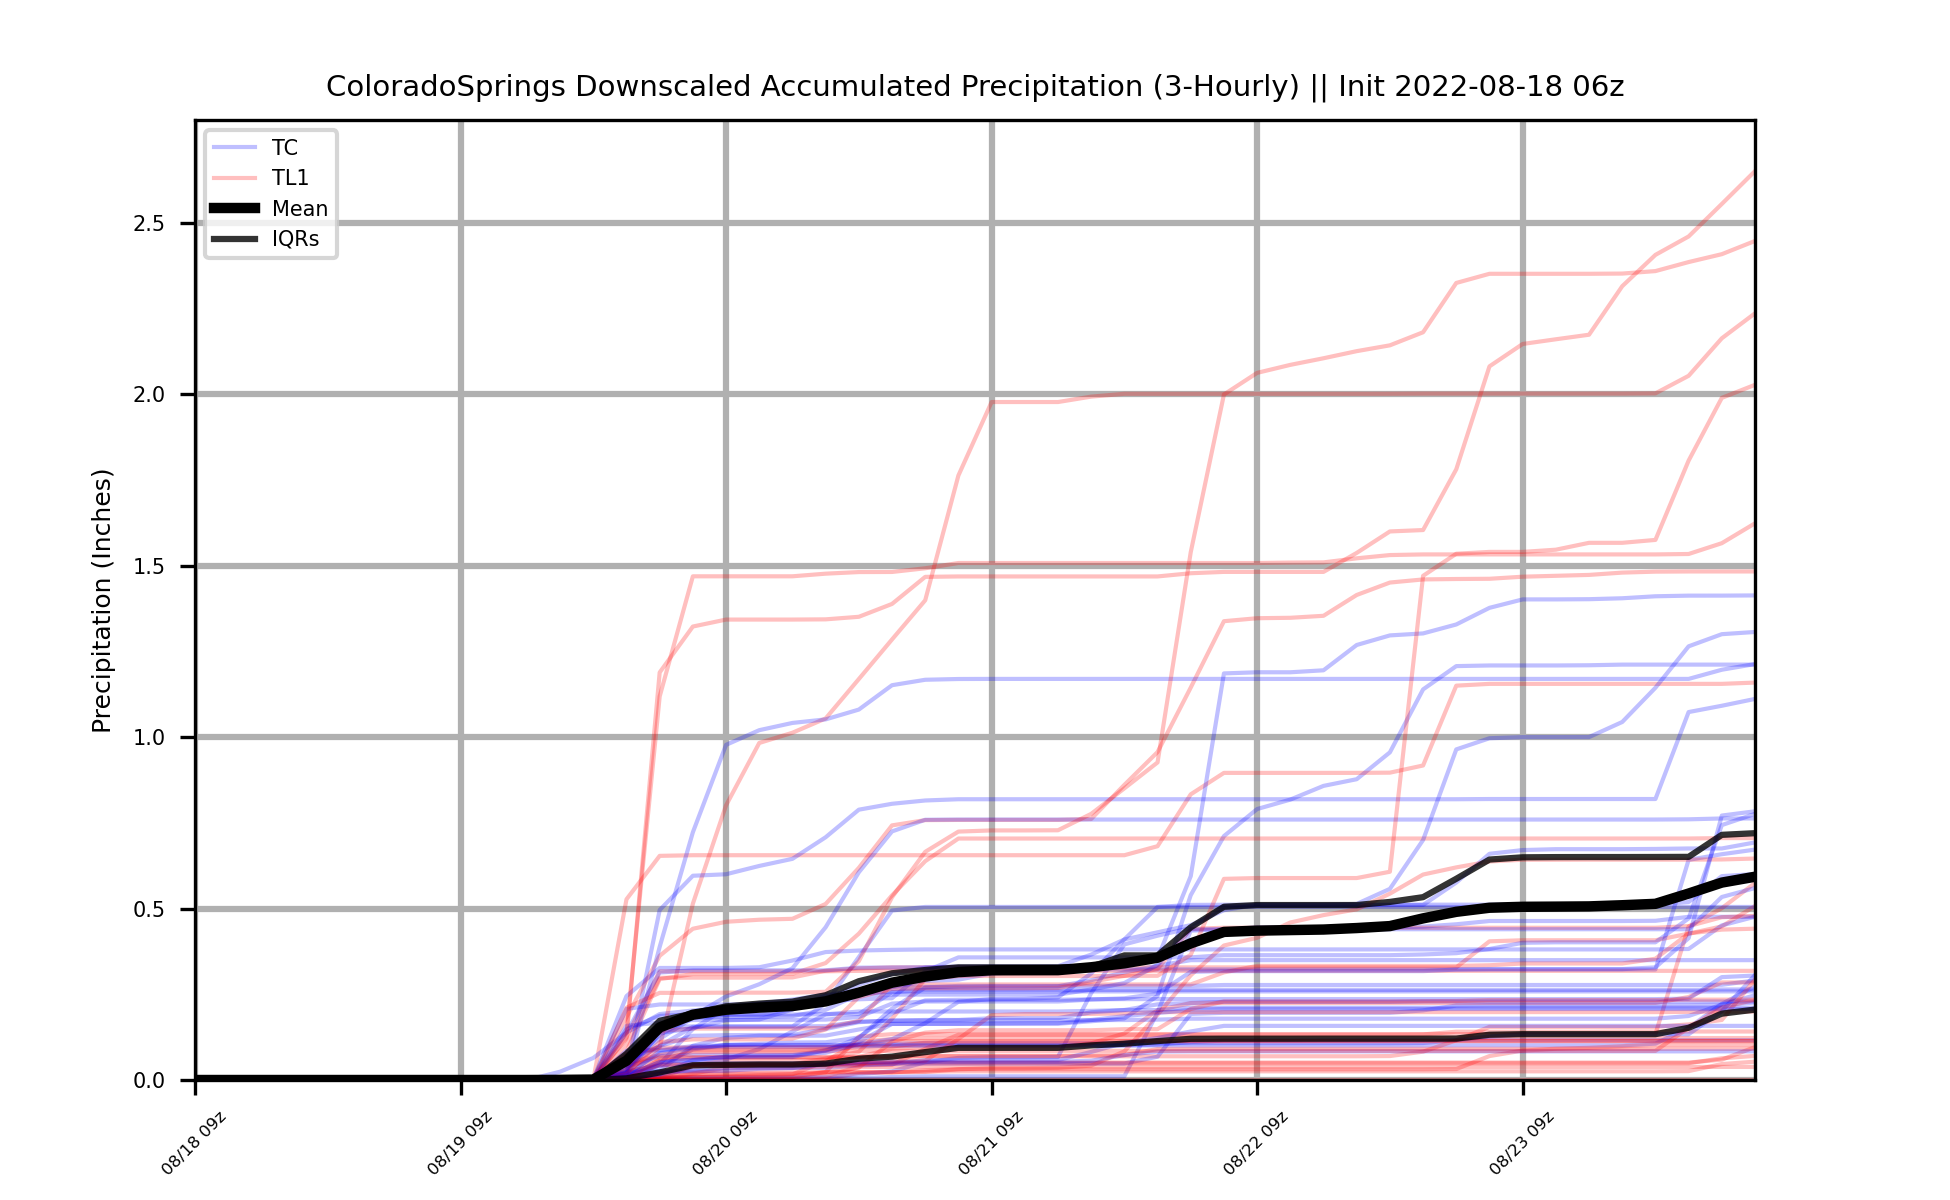 ColoradoSprings Downscaled Accumulated Precipitation (3-Hourly) || Init 2022-08-18 06z
TC
TL1
Mean
IQRs
Precipitation (Inches)
2.5
2.0
1.5
1.0
0.5
0.0
08/18 09z
08/19 09z
08/20 09z
08/21 09z
08/22 09z
08/23 09z